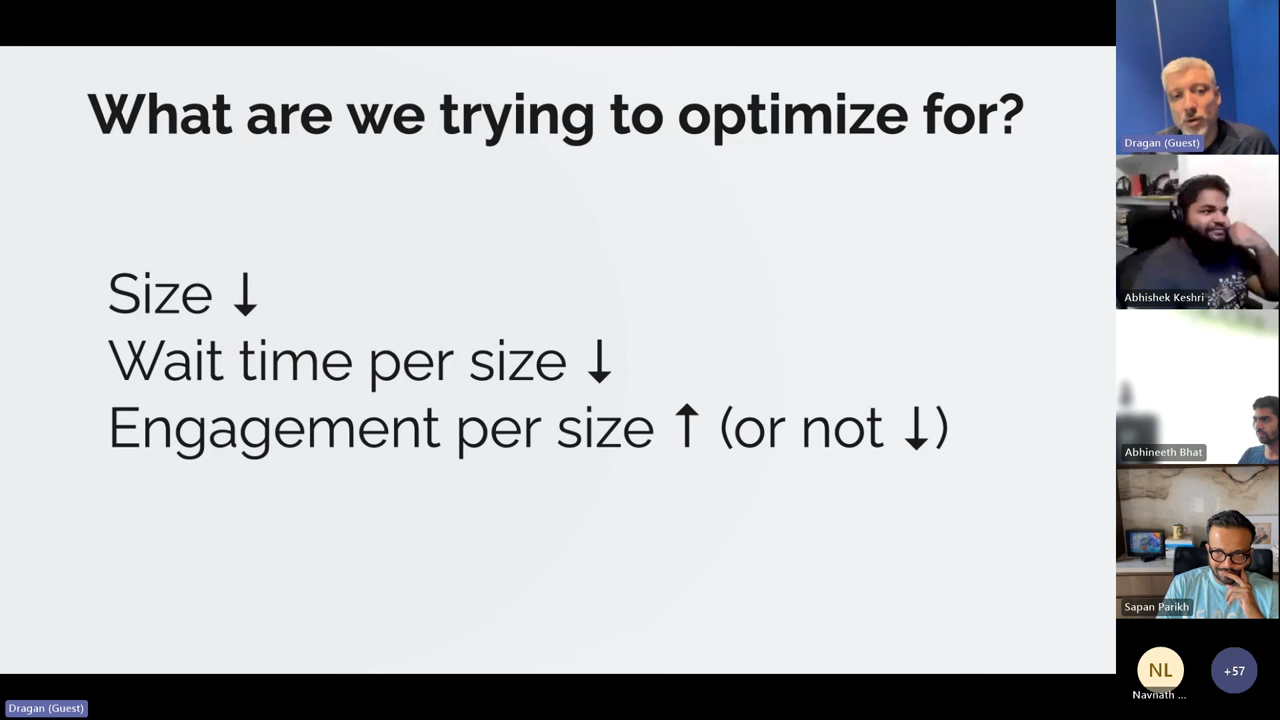 What are we trying to optimize for?
Size ↓
Wait time per size ↓
Engagement per size ↑ (or not ↓)
Dragan (Guest)
Abhishek Keshri
Abhineeth Bhat
Sapan Parikh
NL
Navnath ...
+57
Dragan (Guest)